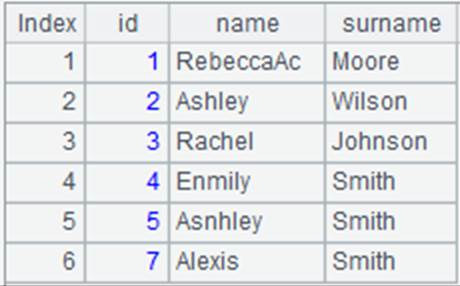 Index id name surname
1 1 RebeccaAc Moore
2 2 Ashley Wilson
3 3 Rachel Johnson
4 4 Enmily Smith
5 5 Asnhley Smith
6 7 Alexis Smith